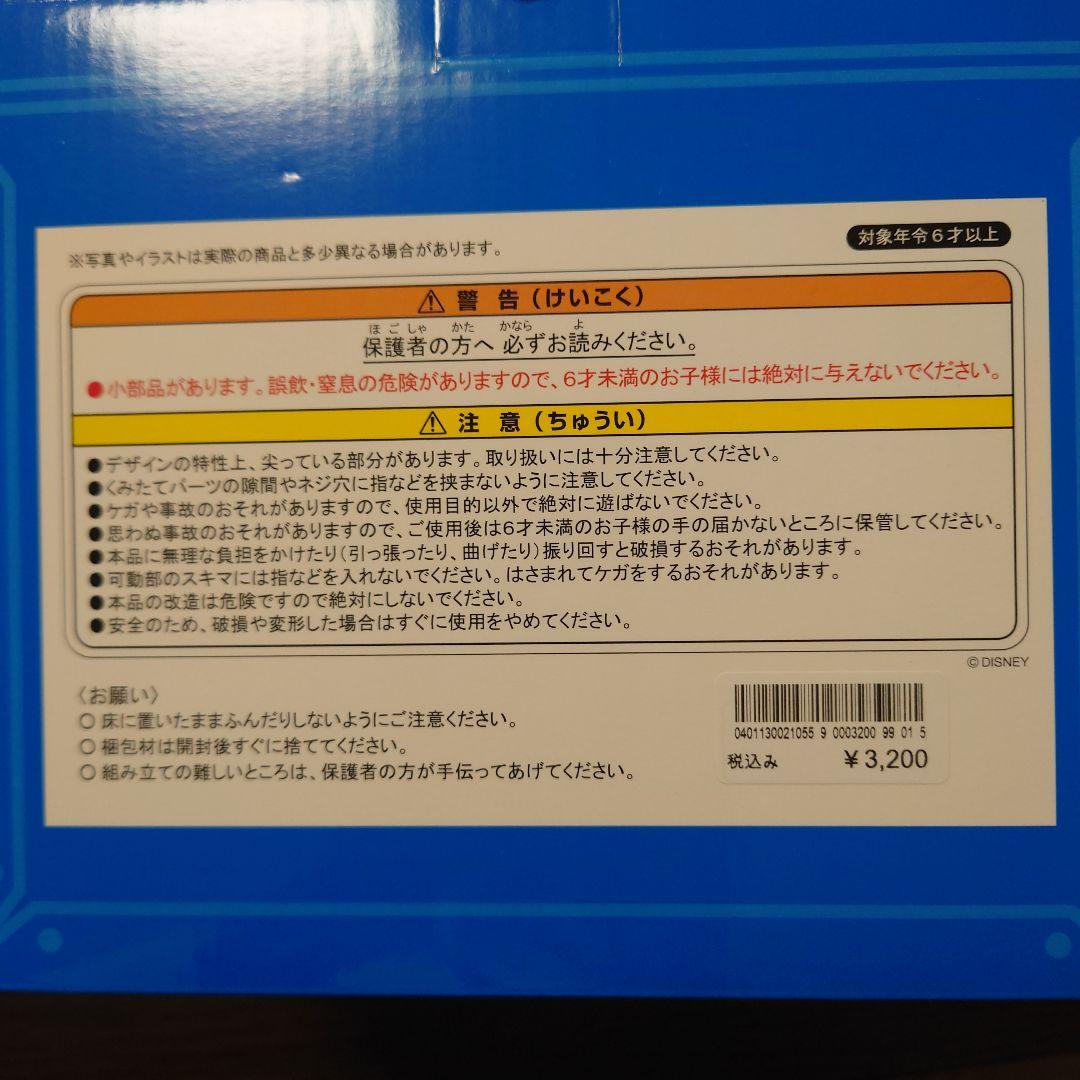 対象年令6才以上
※写真やイラストは実際の商品と多少異なる場合があります。
⚠ 警 告 (けいこく)
ほごしゃ かた かなら よ
保護者の方へ 必ずお読みください。
●小部品があります。誤飲・窒息の危険がありますので、6才未満のお子様には絶対に与えないでください。
⚠ 注 意 (ちゅうい)
●デザインの特性上、尖っている部分があります。取り扱いには十分注意してください。
●くみたてパーツの隙間やネジ穴に指などを挟まないように注意してください。
●ケガや事故のおそれがありますので、使用目的以外で絶対に遊ばないでください。
●思わぬ事故のおそれがありますので、ご使用後は6才未満のお子様の手の届かないところに保管してください。
●本品に無理な負担をかけたり(引っ張ったり、曲げたり)振り回すと破損するおそれがあります。
●可動部のスキマには指などを入れないでください。はさまれてケガをするおそれがあります。
●本品の改造は危険ですので絶対にしないでください。
●安全のため、破損や変形した場合はすぐに使用をやめてください。
©DISNEY
〈お願い〉
○ 床に置いたままふんだりしないようにご注意ください。
○ 梱包材は開封後すぐに捨ててください。
○ 組み立ての難しいところは、保護者の方が手伝ってあげてください。
0401130021055 9 0003200 99 01 5
税込み ¥3,200